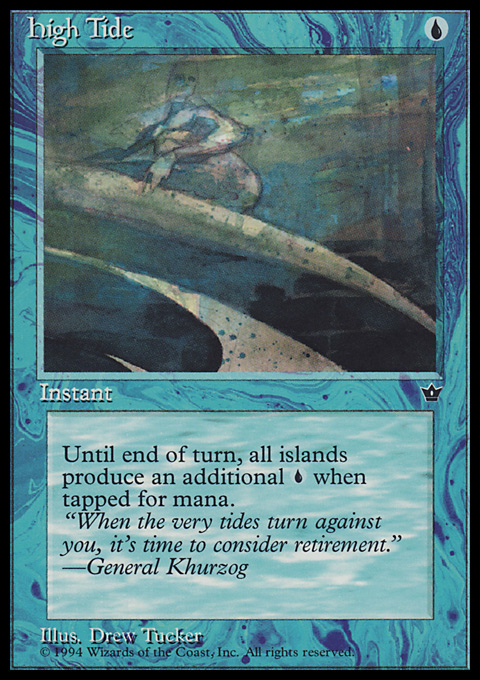 High Tide
Instant
Until end of turn, all islands
produce an additional when
tapped for mana.
“When the very tides turn against
you, it’s time to consider retirement.”
—General Khurzog
Illus. Drew Tucker
© 1994 Wizards of the Coast, Inc. All rights reserved.